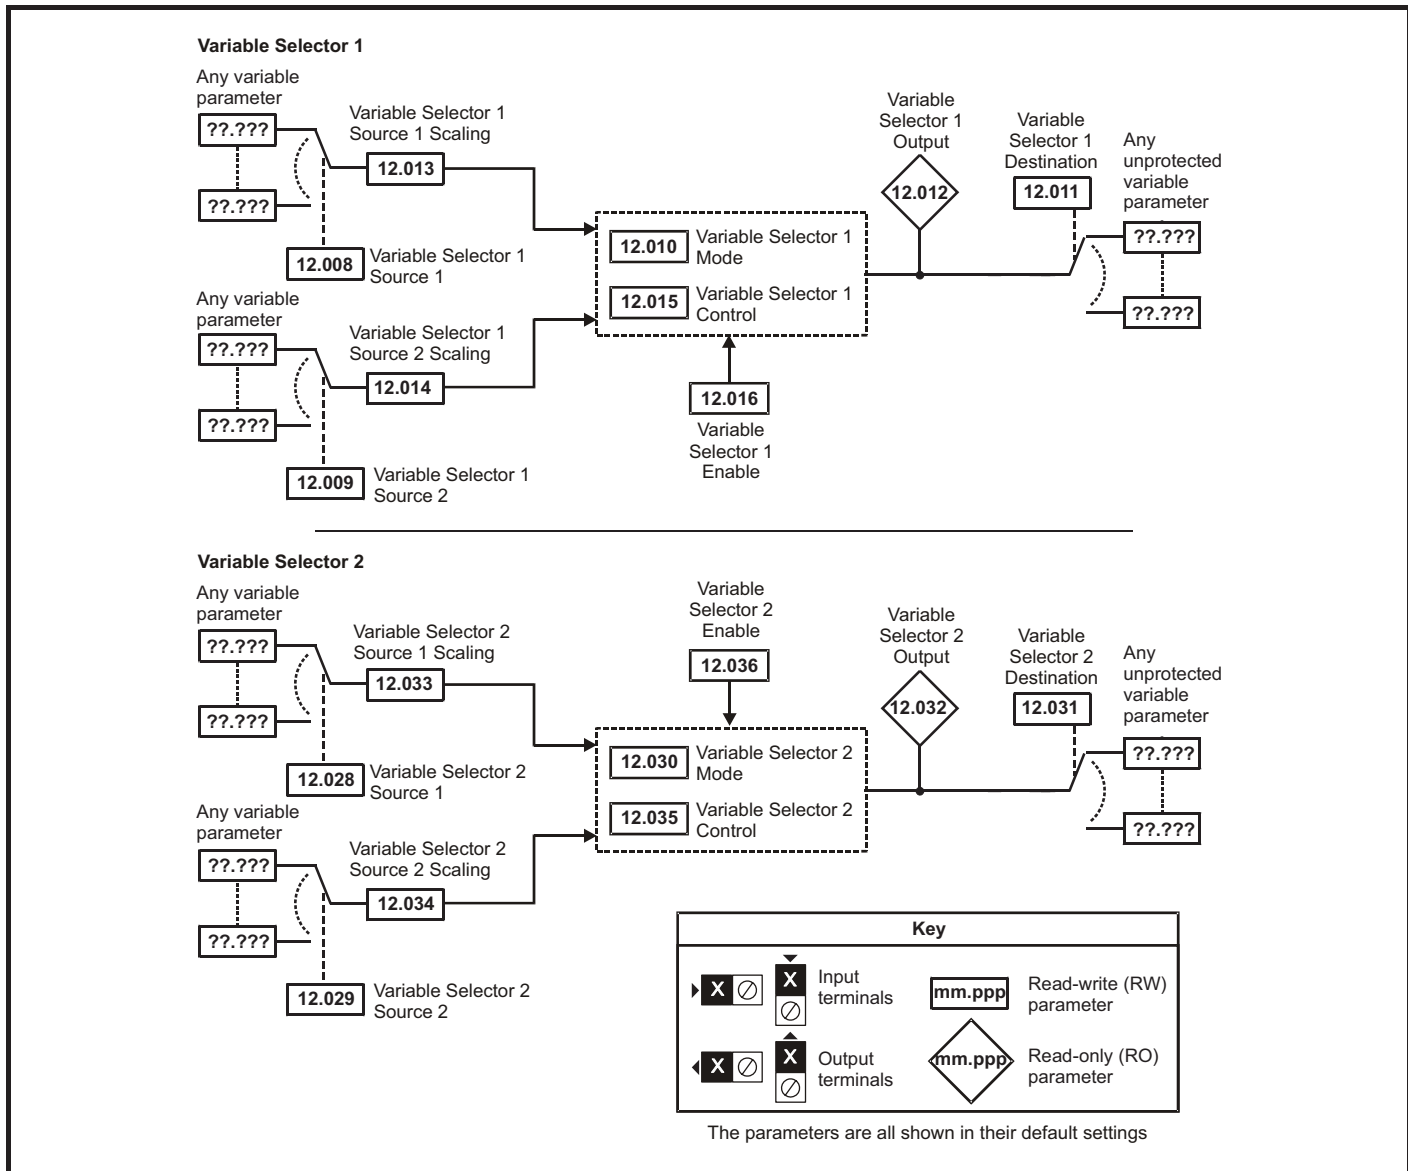 Variable Selector 1
Any variable
parameter
??.???
??.???
Variable Selector 1
Source 1 Scaling
12.013
12.008
Variable Selector 1
Source 1
Any variable
parameter
??.???
??.???
Variable Selector 1
Source 2 Scaling
12.014
12.009
Variable Selector 1
Source 2
12.010
Variable Selector 1
Mode
12.015
Variable Selector 1
Control
12.016
Variable
Selector 1
Enable
Variable
Selector 1
Output
12.012
Variable
Selector 1
Destination
12.011
Any
unprotected
variable
parameter
??.???
??.???
Variable Selector 2
Any variable
parameter
??.???
??.???
Variable Selector 2
Source 1 Scaling
12.033
12.028
Variable Selector 2
Source 1
Any variable
parameter
??.???
??.???
Variable Selector 2
Source 2 Scaling
12.034
12.029
Variable Selector 2
Source 2
Variable
Selector 2
Enable
12.036
12.030
Variable Selector 2
Mode
12.035
Variable Selector 2
Control
Variable
Selector 2
Output
12.032
Variable
Selector 2
Destination
12.031
Any
unprotected
variable
parameter
??.???
??.???
Key
X
X
Input
terminals
mm.ppp
Read-write (RW)
parameter
X
X
Output
terminals
mm.ppp
Read-only (RO)
parameter
The parameters are all shown in their default settings